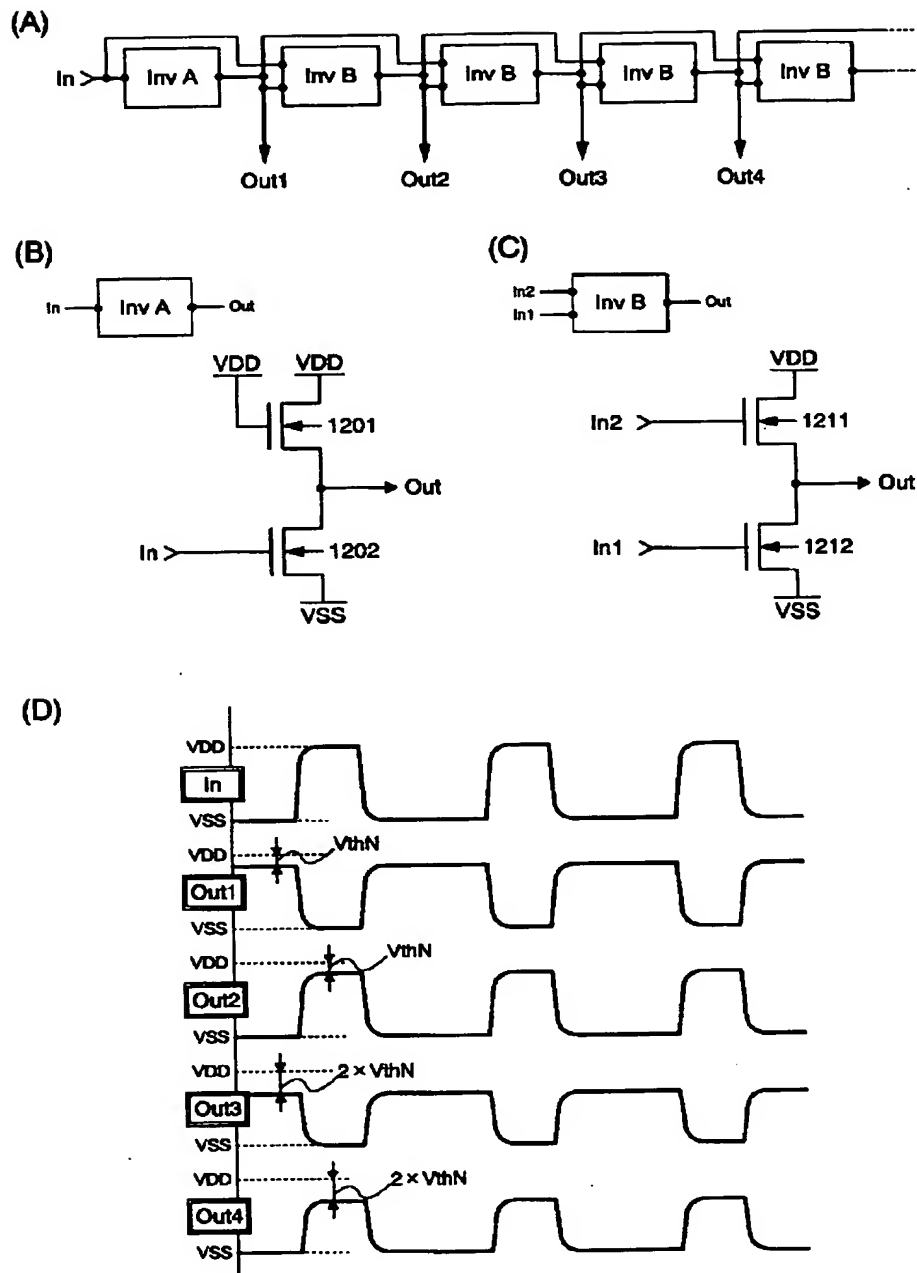 (A)
In
Inv A
Inv B
Inv B
Inv B
Inv B
Out1
Out2
Out3
Out4
(B)
In
Inv A
Out
VDD
VDD
1201
Out
In
1202
VSS
(C)
In2
In1
Inv B
Out
VDD
In2
1211
Out
In1
1212
VSS
(D)
VDD
In
VSS
VDD
VthN
Out1
VSS
VDD
VthN
Out2
VSS
VDD
2 × VthN
Out3
VSS
VDD
2 × VthN
Out4
VSS